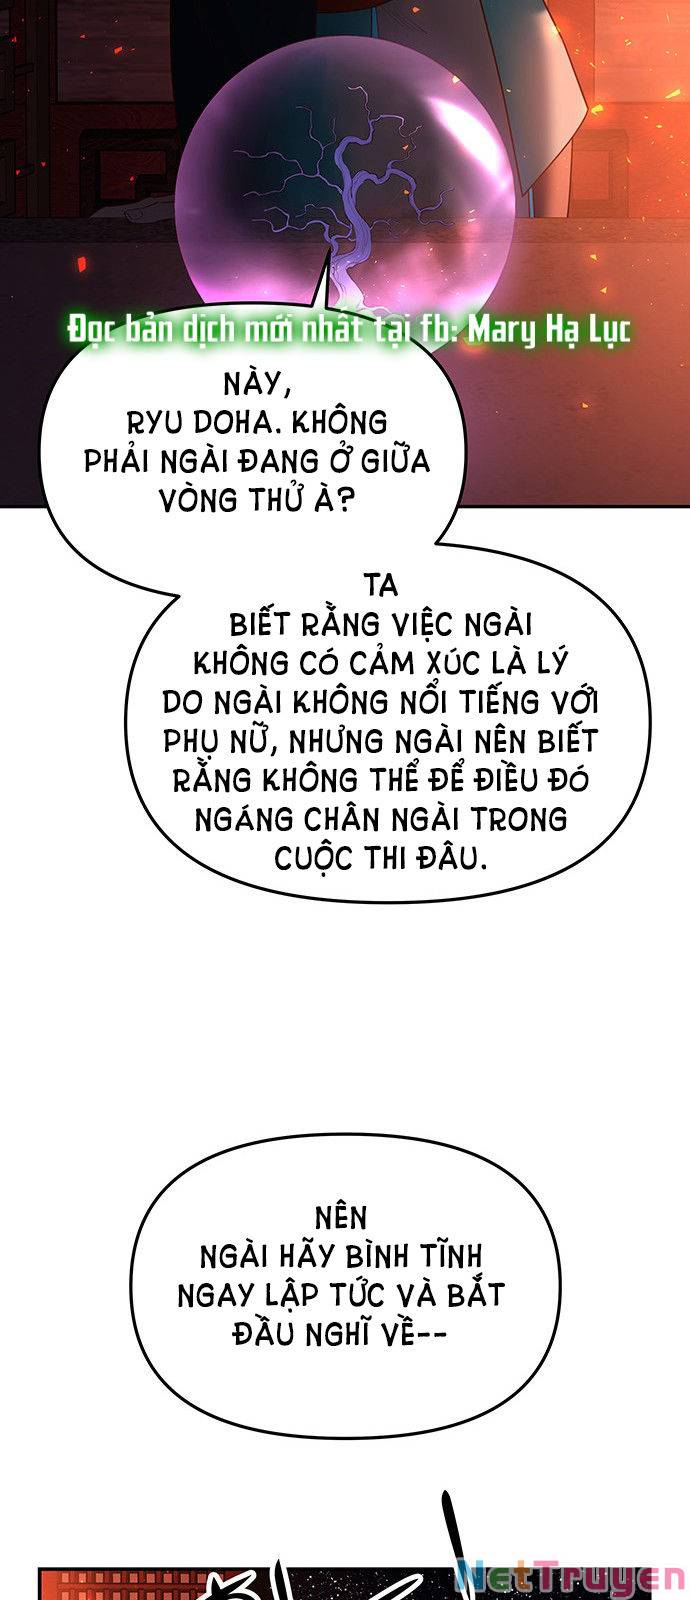 Đọc bản dịch mới nhất tại fb: Mary Hạ Lục
NÀY,
RYU DOHA. KHÔNG
PHẢI NGÀI ĐANG Ở GIỮA
VÒNG THỬ À?
TA
BIẾT RẰNG VIỆC NGÀI
KHÔNG CÓ CẢM XÚC LÀ LÝ
DO NGÀI KHÔNG NỔI TIẾNG VỚI
PHỤ NỮ, NHƯNG NGÀI NÊN BIẾT
RẰNG KHÔNG THỂ ĐỂ ĐIỀU ĐÓ
NGÁNG CHÂN NGÀI TRONG
CUỘC THI ĐÂU.
NÊN
NGÀI HÃY BÌNH TĨNH
NGAY LẬP TỨC VÀ BẮT
ĐẦU NGHĨ VỀ--
NetTruyen